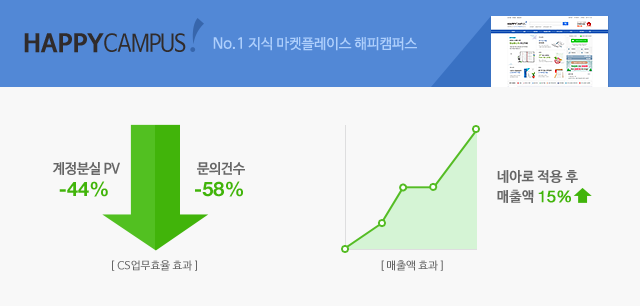 HAPPYCAMPUS!
No.1 지식 마켓플레이스 해피캠퍼스
계정분실 PV
-44%
문의건수
-58%
[ CS업무효율 효과 ]
네아로 적용 후
매출액 15%
[ 매출액 효과 ]